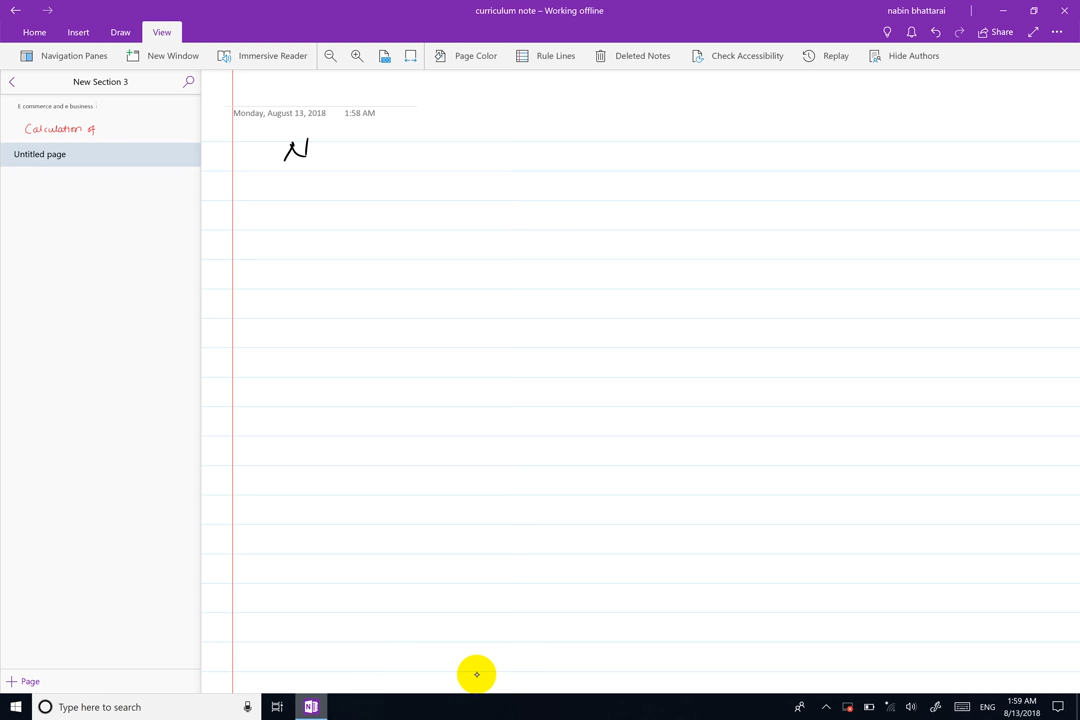 curriculum note – Working offline
nabin bhattarai
Home Insert Draw View
Share
Navigation Panes New Window Immersive Reader Page Color Rule Lines Deleted Notes Check Accessibility Replay Hide Authors
New Section 3
E commerce and e business
Calculation of
Untitled page
Monday, August 13, 2018 1:58 AM
N
Page
Type here to search
ENG
1:59 AM
8/13/2018